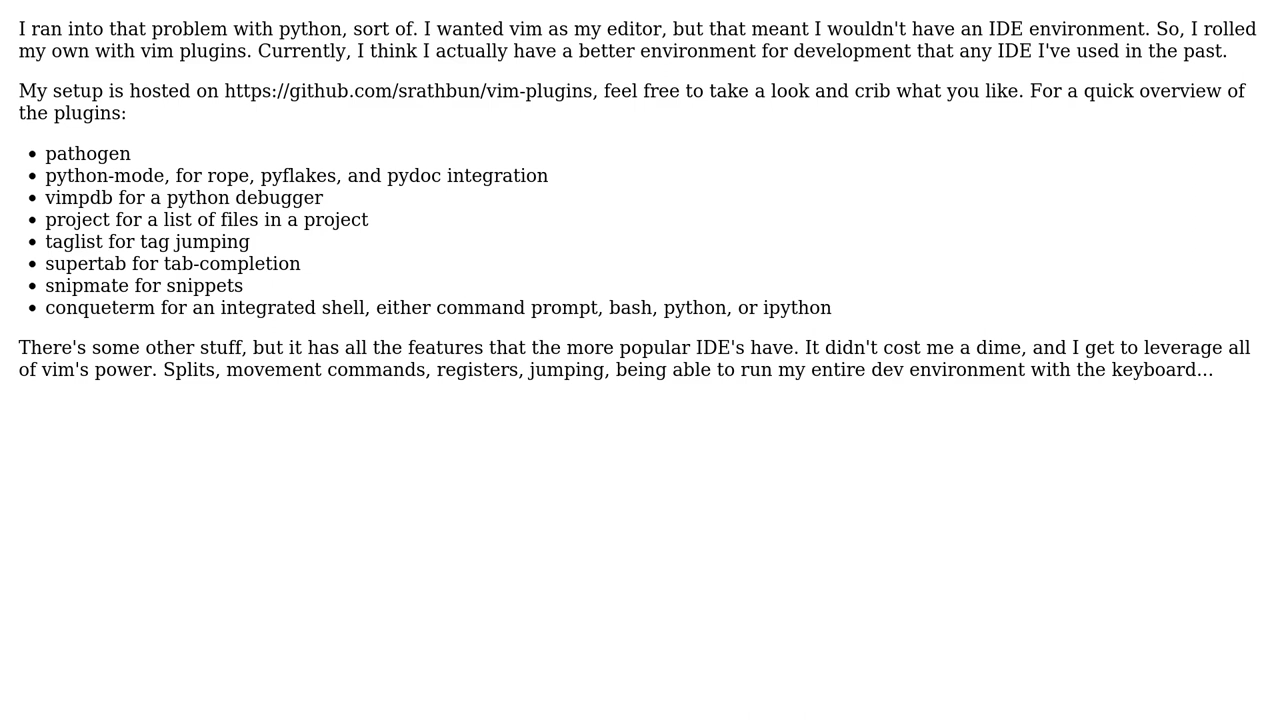 I ran into that problem with python, sort of. I wanted vim as my editor, but that meant I wouldn't have an IDE environment. So, I rolled
my own with vim plugins. Currently, I think I actually have a better environment for development that any IDE I've used in the past.
My setup is hosted on https://github.com/srathbun/vim-plugins, feel free to take a look and crib what you like. For a quick overview of
the plugins:
• pathogen
• python-mode, for rope, pyflakes, and pydoc integration
• vimpdb for a python debugger
• project for a list of files in a project
• taglist for tag jumping
• supertab for tab-completion
• snipmate for snippets
• conqueterm for an integrated shell, either command prompt, bash, python, or ipython
There's some other stuff, but it has all the features that the more popular IDE's have. It didn't cost me a dime, and I get to leverage all
of vim's power. Splits, movement commands, registers, jumping, being able to run my entire dev environment with the keyboard...